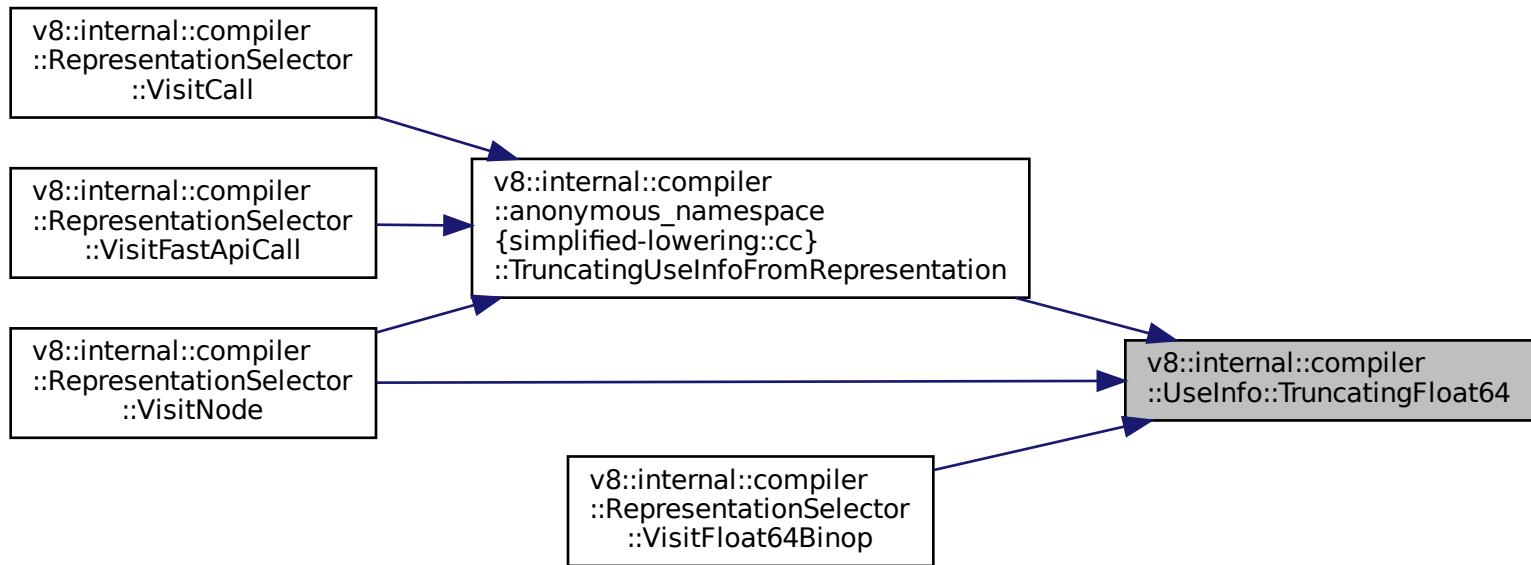 v8::internal::compiler
::RepresentationSelector
::VisitCall
v8::internal::compiler
::RepresentationSelector
::VisitFastApiCall
v8::internal::compiler
::RepresentationSelector
::VisitNode
v8::internal::compiler
::anonymous_namespace
{simplified-lowering::cc}
::TruncatingUseInfoFromRepresentation
v8::internal::compiler
::RepresentationSelector
::VisitFloat64Binop
v8::internal::compiler
::UseInfo::TruncatingFloat64